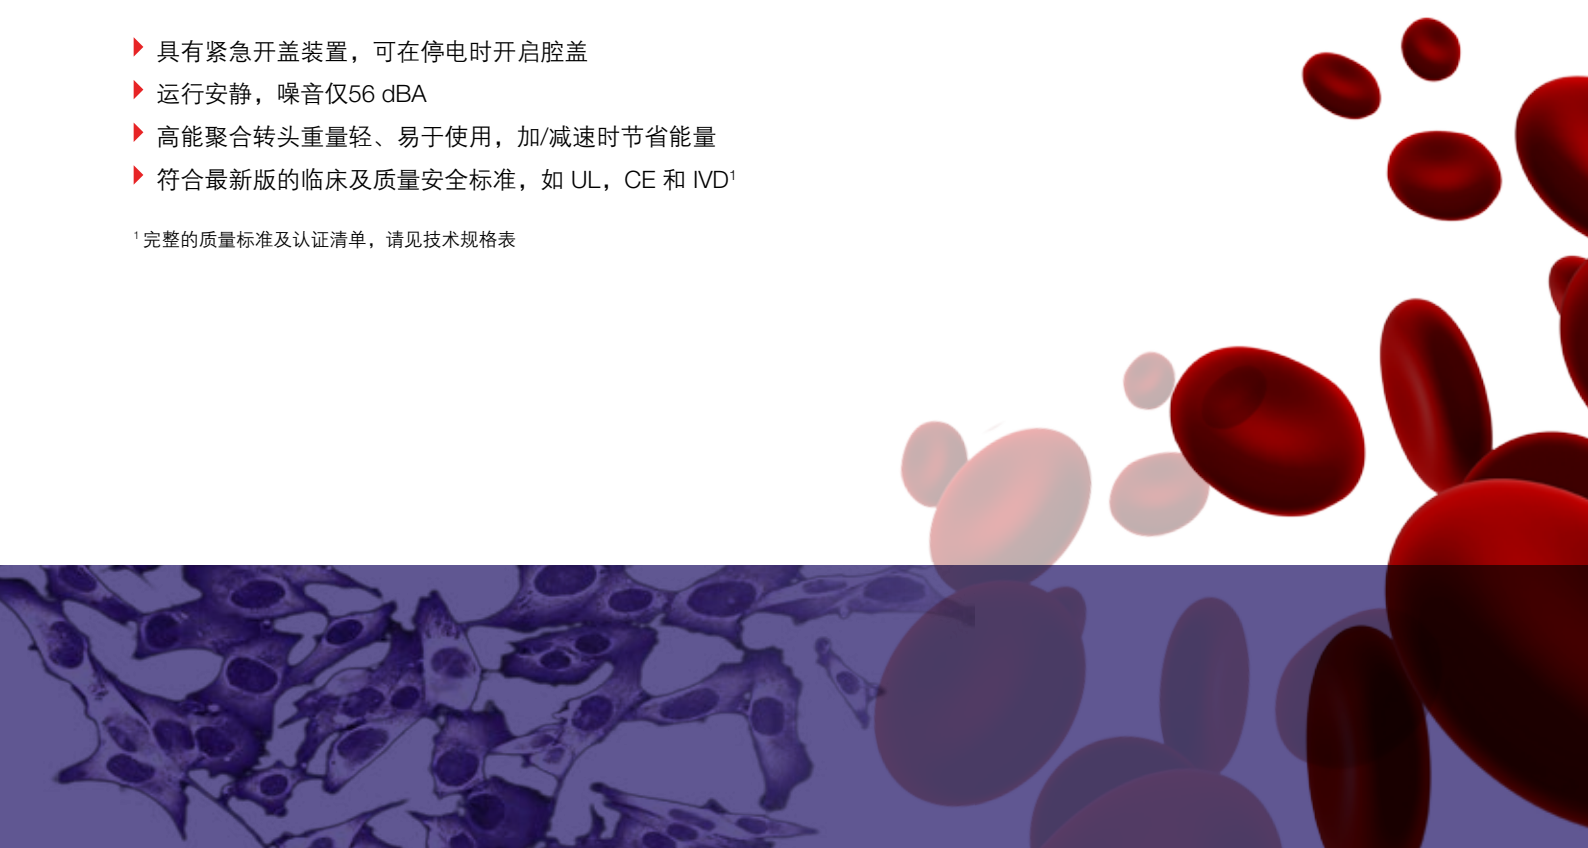 具有紧急开盖装置，可在停电时开启腔盖
运行安静，噪音仅56 dBA
高能聚合转头重量轻、易于使用，加/减速时节省能量
符合最新版的临床及质量安全标准，如 UL，CE 和 IVD¹
¹ 完整的质量标准及认证清单，请见技术规格表